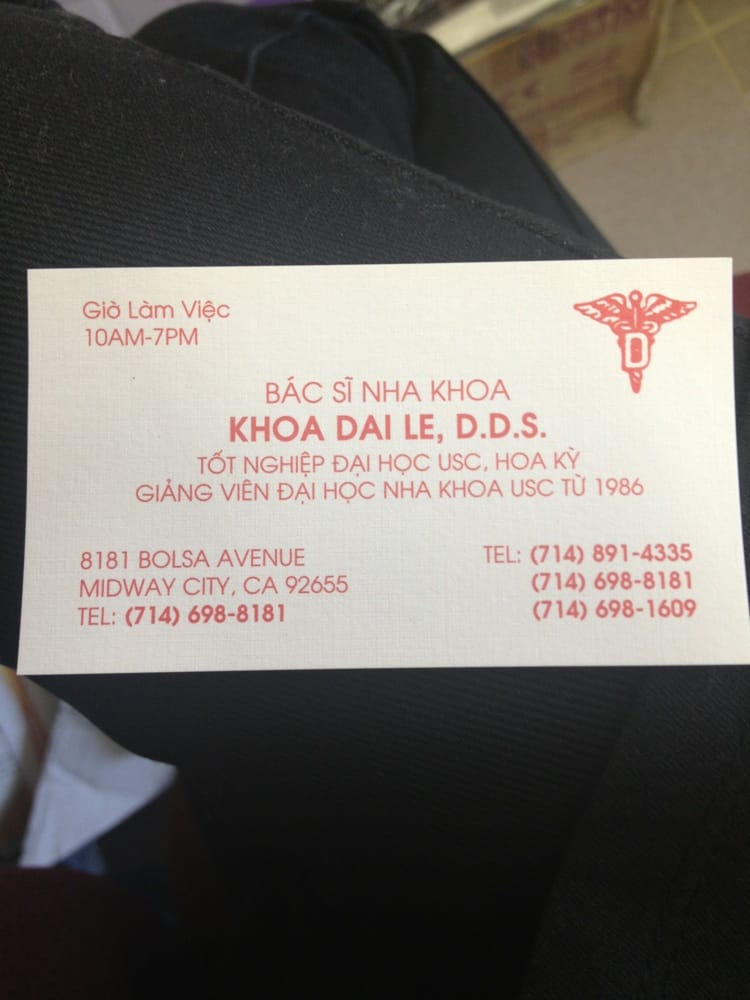 Giờ Làm Việc
10AM-7PM
D
BÁC SĨ NHA KHOA
KHOA DAI LE, D.D.S.
TỐT NGHIỆP ĐẠI HỌC USC, HOA KỲ
GIẢNG VIÊN ĐẠI HỌC NHA KHOA USC TỪ 1986
8181 BOLSA AVENUE
MIDWAY CITY, CA 92655
TEL: (714) 698-8181
TEL: (714) 891-4335
(714) 698-8181
(714) 698-1609